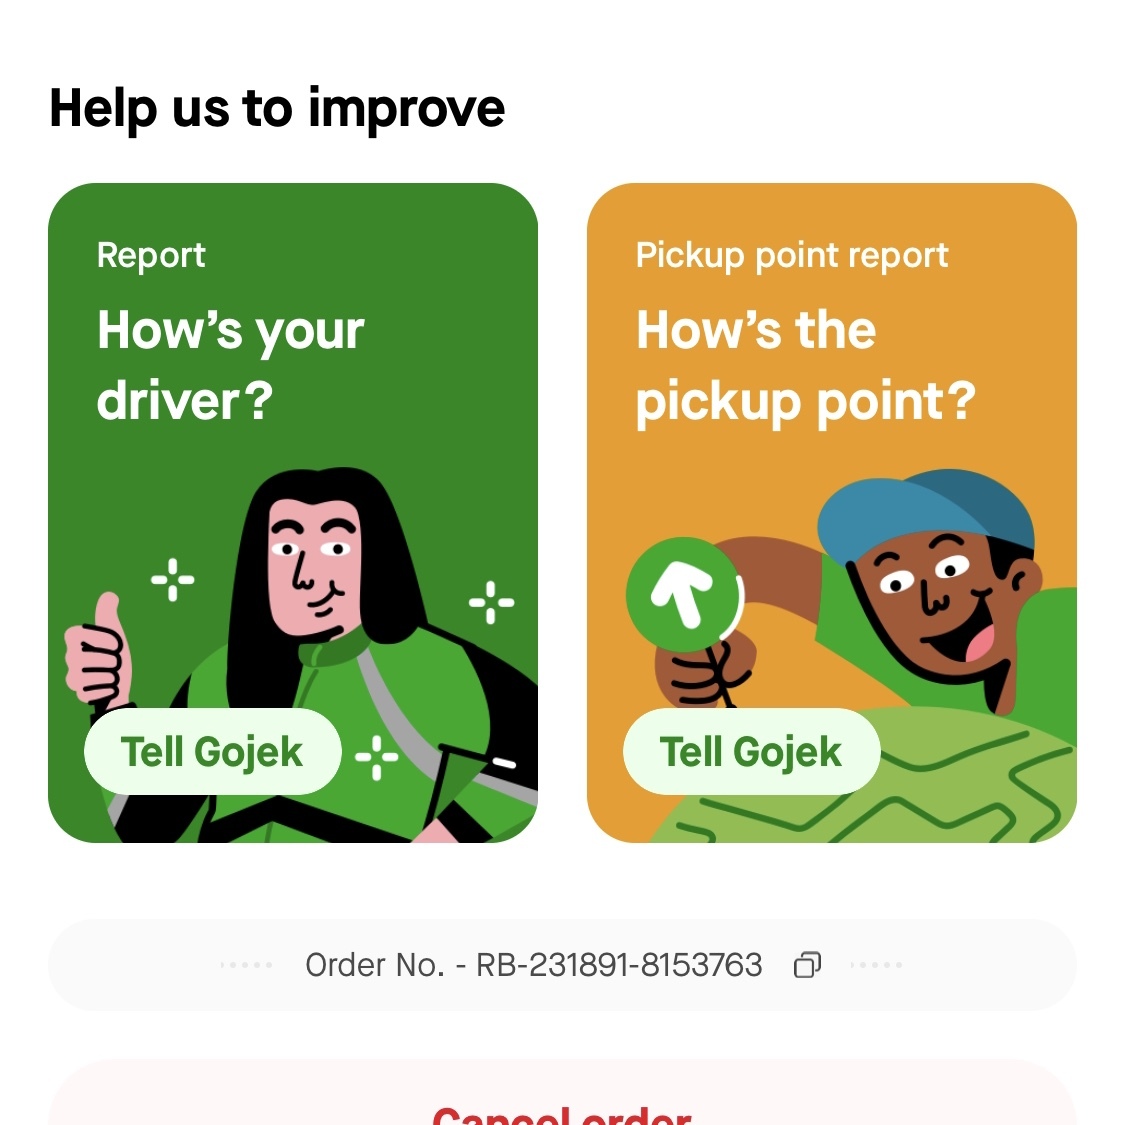 Help us to improve
Report
How's your
driver?
Tell Gojek
Pickup point report
How's the
pickup point?
Tell Gojek
Order No. - RB-231891-8153763
Cancel order